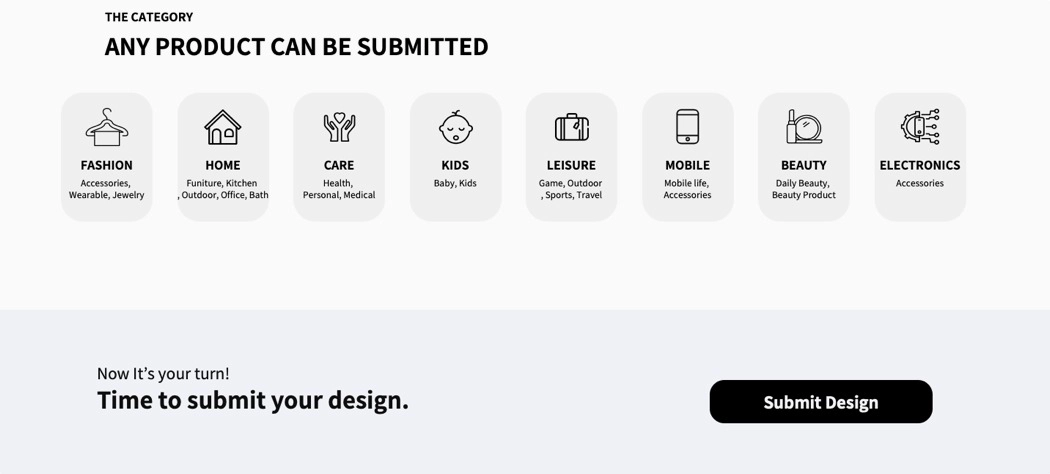 THE CATEGORY
ANY PRODUCT CAN BE SUBMITTED
FASHION
Accessories,
Wearable, Jewelry
HOME
Funiture, Kitchen
, Outdoor, Office, Bath
CARE
Health,
Personal, Medical
KIDS
Baby, Kids
LEISURE
Game, Outdoor
, Sports, Travel
MOBILE
Mobile life,
Accessories
BEAUTY
Daily Beauty,
Beauty Product
ELECTRONICS
Accessories
Now It’s your turn!
Time to submit your design.
Submit Design